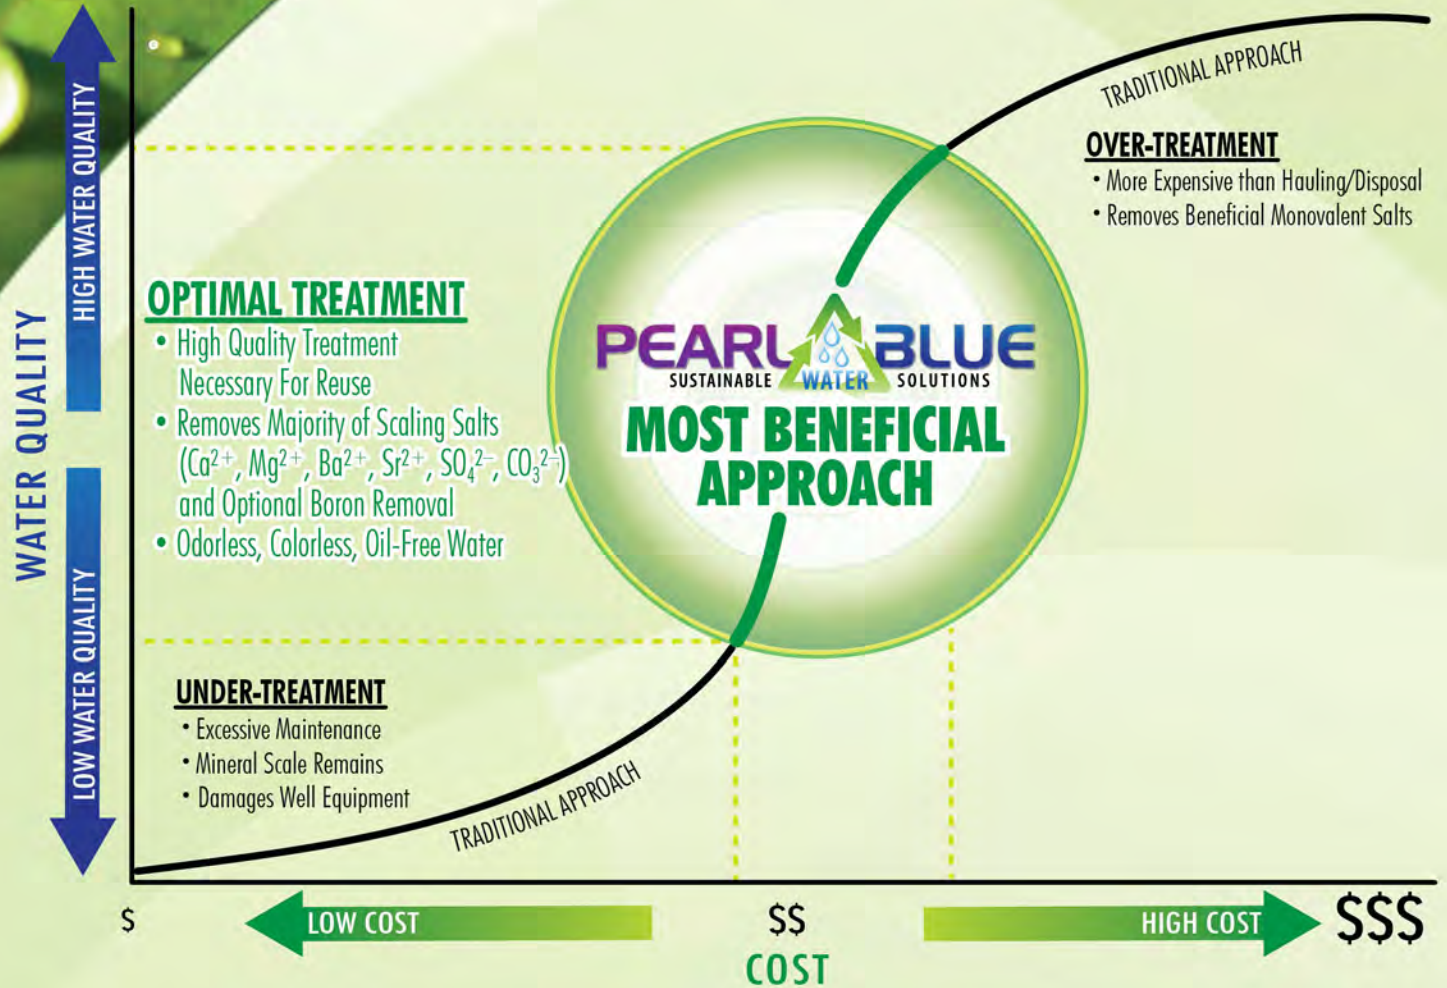 WATER QUALITY
HIGH WATER QUALITY
LOW WATER QUALITY
TRADITIONAL APPROACH
OVER-TREATMENT
• More Expensive than Hauling/Disposal
• Removes Beneficial Monovalent Salts
OPTIMAL TREATMENT
• High Quality Treatment
Necessary For Reuse
• Removes Majority of Scaling Salts
(Ca²⁺, Mg²⁺, Ba²⁺, Sr²⁺, SO₄²⁻, CO₃²⁻)
and Optional Boron Removal
• Odorless, Colorless, Oil-Free Water
PEARL BLUE
SUSTAINABLE WATER SOLUTIONS
MOST BENEFICIAL
APPROACH
UNDER-TREATMENT
• Excessive Maintenance
• Mineral Scale Remains
• Damages Well Equipment
TRADITIONAL APPROACH
$ LOW COST $$ HIGH COST $$$
COST